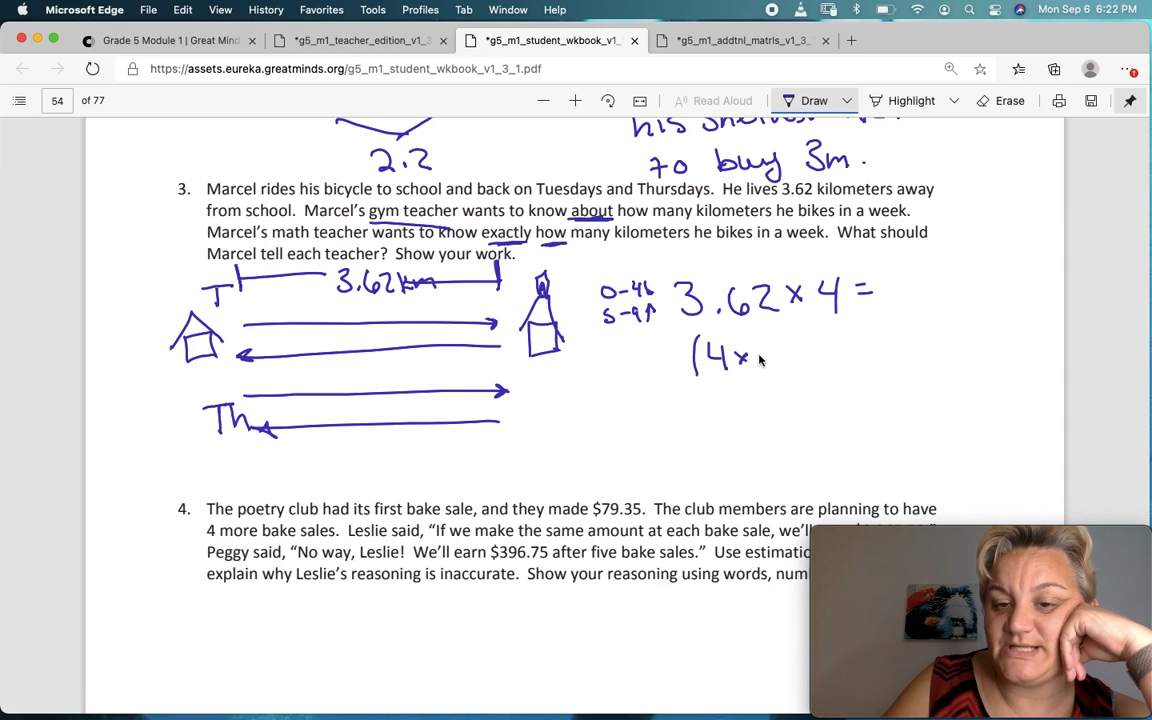 Microsoft Edge File Edit View History Favorites Tools Profiles Tab Window Help Mon Sep 6 6:22 PM
Grade 5 Module 1 | Great Mind *g5_m1_teacher_edition_v1_3 *g5_m1_student_wkbook_v1_ *g5_m1_addtnl_matrls_v1_3_
https://assets.eureka.greatminds.org/g5_m1_student_wkbook_v1_3_1.pdf
54 of 77 Read Aloud Draw Highlight Erase
his
2.2 to buy 3m.
3. Marcel rides his bicycle to school and back on Tuesdays and Thursdays. He lives 3.62 kilometers away
from school. Marcel's gym teacher wants to know about how many kilometers he bikes in a week.
Marcel's math teacher wants to know exactly how many kilometers he bikes in a week. What should
Marcel tell each teacher? Show your work.
T 3.62km 0-4↓ 3.62 × 4 =
5-9↑
(4×
Th
4. The poetry club had its first bake sale, and they made $79.35. The club members are planning to have
4 more bake sales. Leslie said, "If we make the same amount at each bake sale, we'll
Peggy said, "No way, Leslie! We'll earn $396.75 after five bake sales." Use
explain why Leslie's reasoning is inaccurate. Show your reasoning using words,